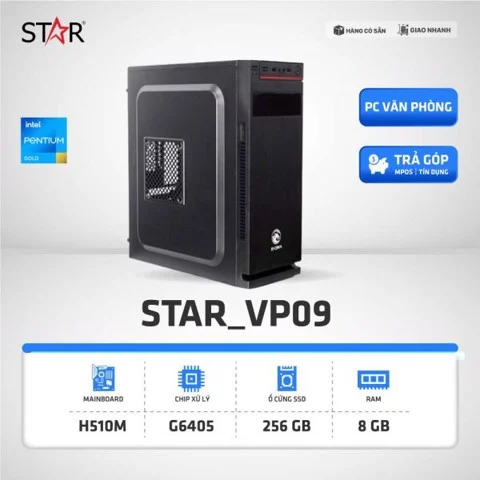 STAR
HÀNG CÓ SẴN
GIAO NHANH
PC VĂN PHÒNG
intel
PENTIUM
GOLD
TRẢ GÓP
MPOS | TÍN DỤNG
STAR_VP09
MAINBOARD
CHIP XỬ LÝ
Ổ CỨNG SSD
RAM
H510M
G6405
256 GB
8 GB